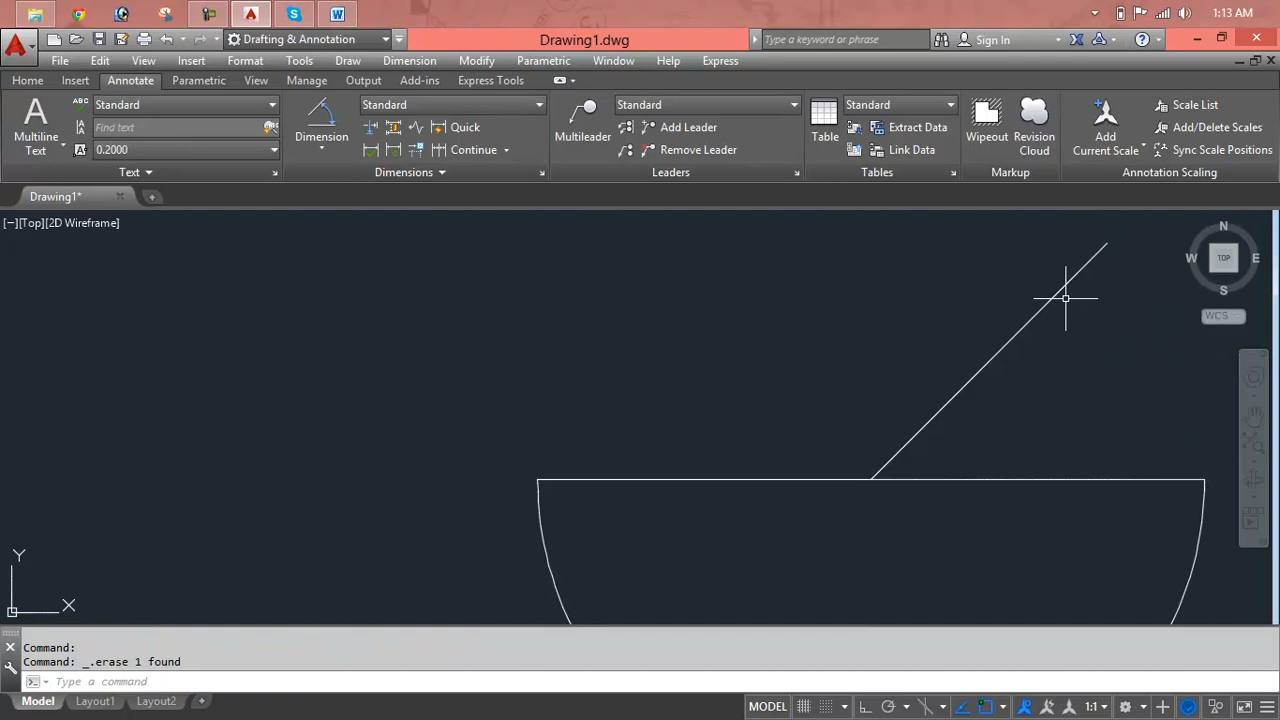 1:13 AM
Drafting & Annotation
Drawing1.dwg
Type a keyword or phrase
Sign In
File Edit View Insert Format Tools Draw Dimension Modify Parametric Window Help Express
Home Insert Annotate Parametric View Manage Output Add-ins Express Tools
A Multiline Text
ABC Standard
Find text
0.2000
Text
Dimension
Standard
Quick
Continue
Dimensions
Multileader
Standard
Add Leader
Remove Leader
Leaders
Table
Standard
Extract Data
Link Data
Tables
Wipeout
Revision Cloud
Markup
Add Current Scale
Scale List
Add/Delete Scales
Sync Scale Positions
Annotation Scaling
Drawing1*
[−][Top][2D Wireframe]
N
W TOP E
S
WCS
Y
X
Command:
Command: _.erase 1 found
Type a command
Model Layout1 Layout2 +
MODEL
1:1